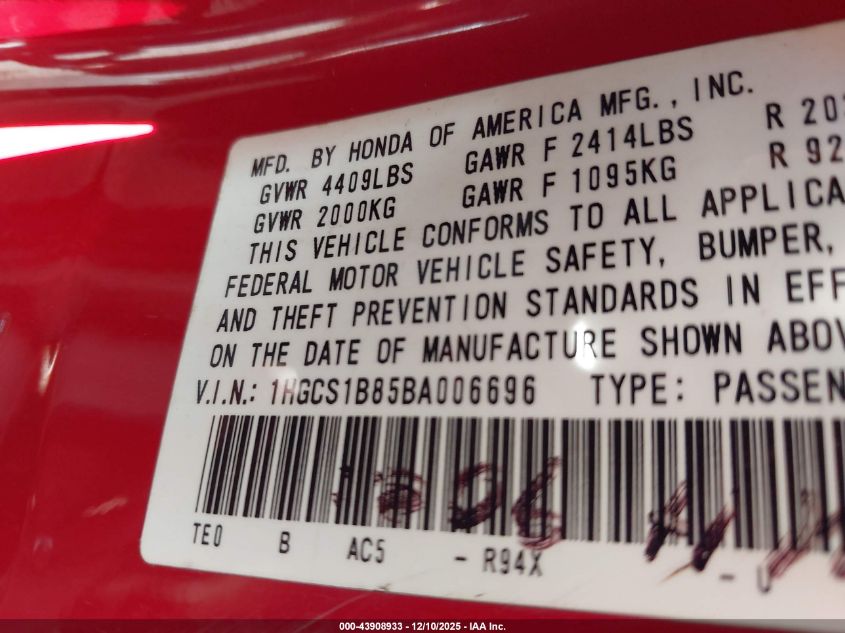 MFD. BY HONDA OF AMERICA MFG., INC.
GVWR 4409LBS GAWR F 2414LBS R 203
GVWR 2000KG GAWR F 1095KG R 92
THIS VEHICLE CONFORMS TO ALL APPLICA
FEDERAL MOTOR VEHICLE SAFETY, BUMPER,
AND THEFT PREVENTION STANDARDS IN EFF
ON THE DATE OF MANUFACTURE SHOWN ABOV
V.I.N.: 1HGCS1B85BA006696 TYPE: PASSEN
TE0 B AC5 - R94X - U
000-43908933 - 12/10/2025 - IAA Inc.